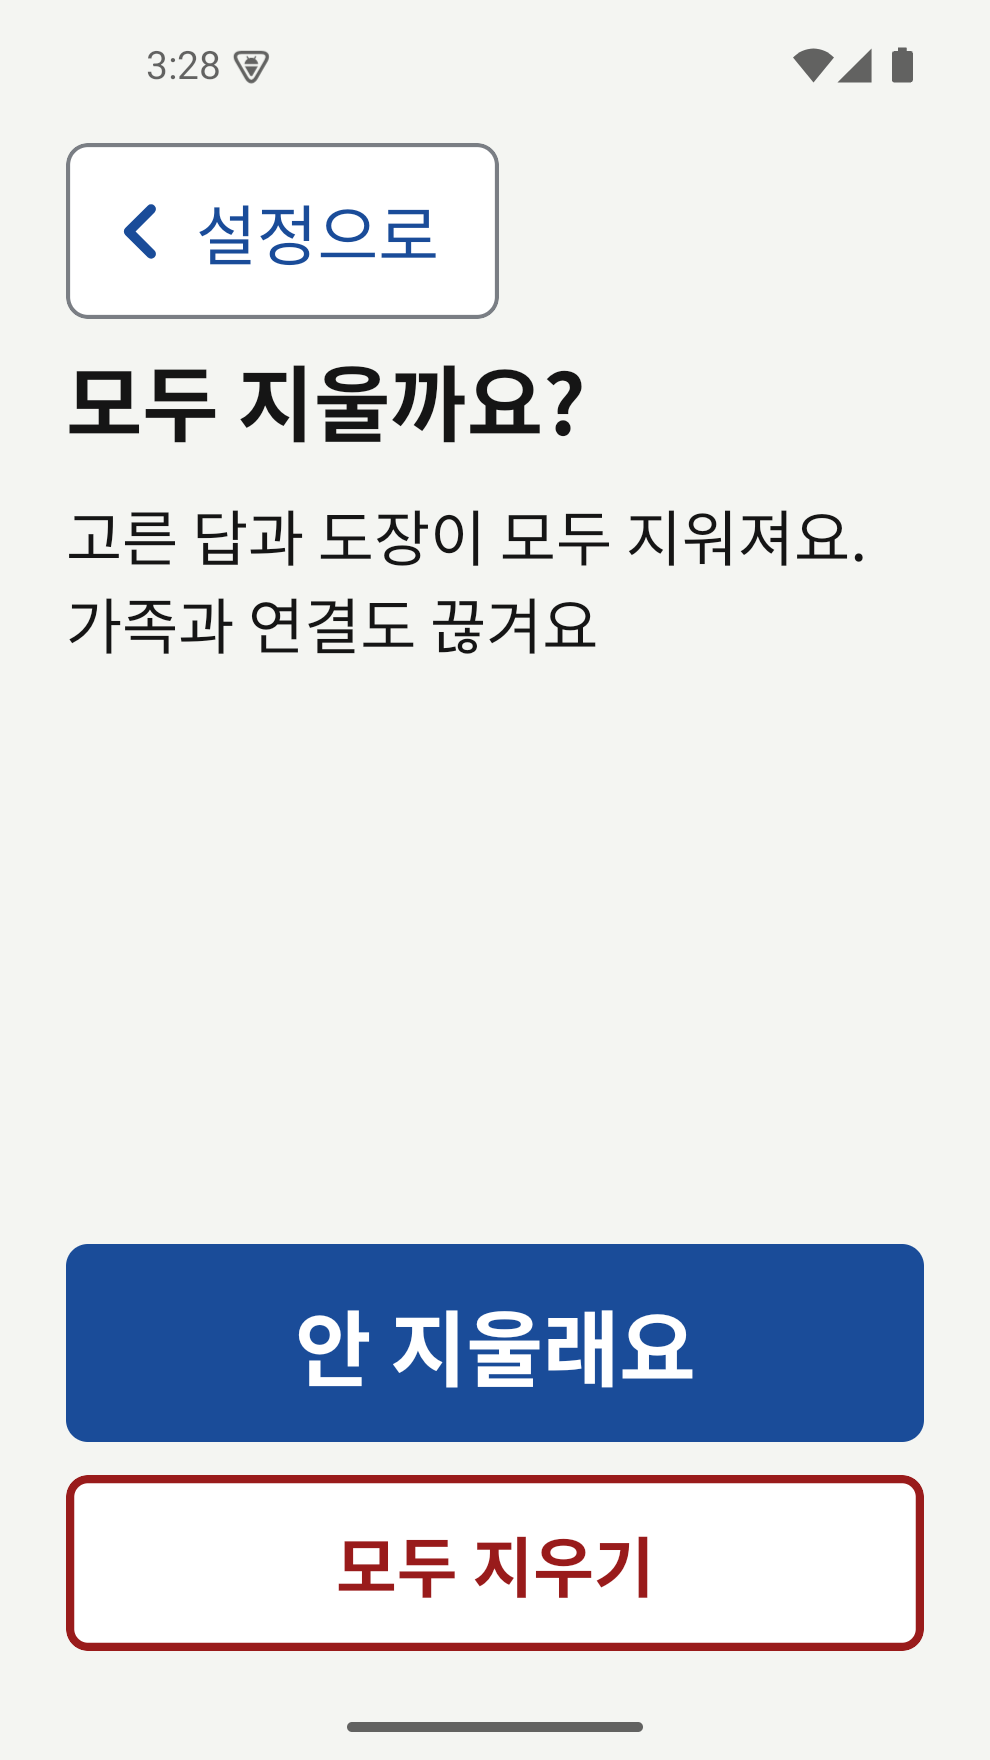 3:28
설정으로
모두 지울까요?
고른 답과 도장이 모두 지워져요.
가족과 연결도 끊겨요
안 지울래요
모두 지우기